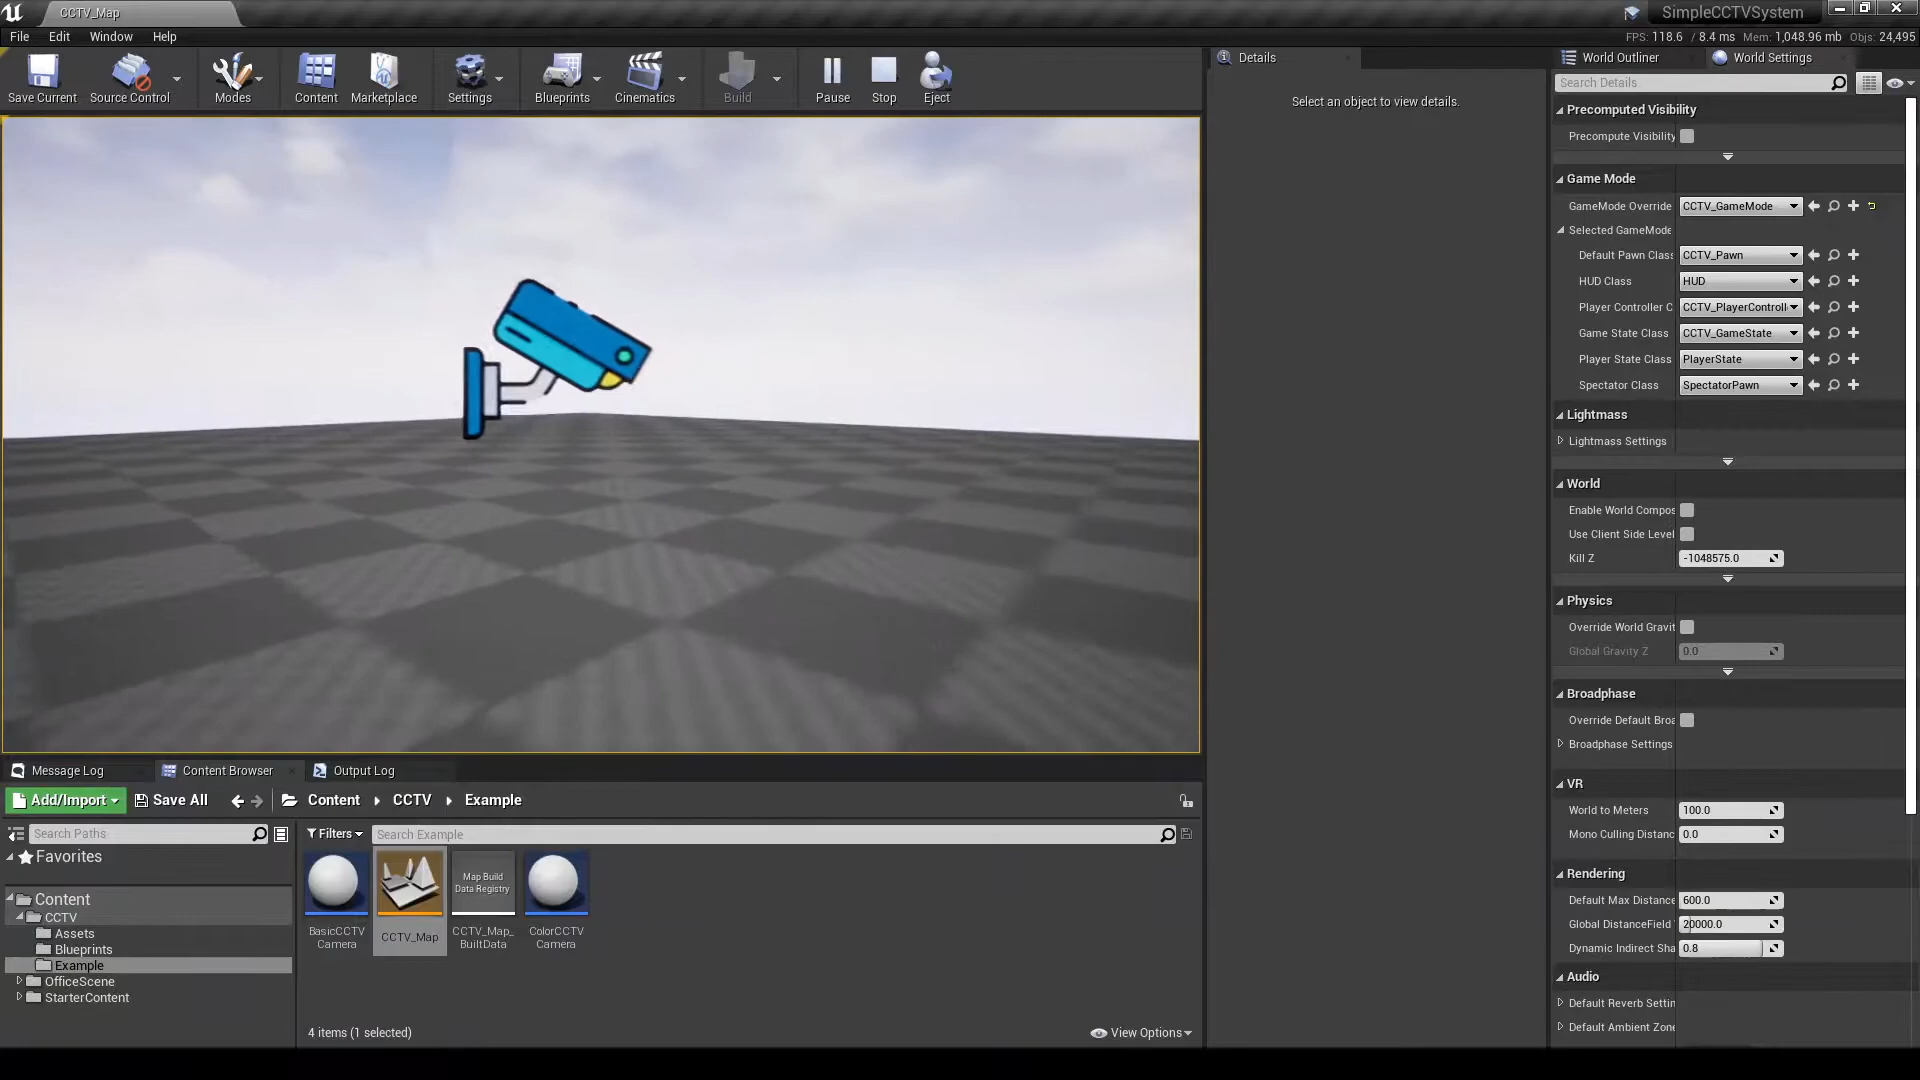 CCTV_Map
SimpleCCTVSystem
File Edit Window Help
FPS: 118.6 / 8.4 ms Mem: 1,048.96 mb Objs: 24,495
Save Current
Source Control
Modes
Content
Marketplace
Settings
Blueprints
Cinematics
Build
Pause
Stop
Eject
Details
Select an object to view details.
World Outliner
World Settings
Search Details
Precomputed Visibility
Precompute Visibility
Game Mode
GameMode Override CCTV_GameMode
Selected GameMode
Default Pawn Class CCTV_Pawn
HUD Class HUD
Player Controller C CCTV_PlayerControll
Game State Class CCTV_GameState
Player State Class PlayerState
Spectator Class SpectatorPawn
Lightmass
Lightmass Settings
World
Enable World Compos
Use Client Side Level
Kill Z -1048575.0
Physics
Override World Gravit
Global Gravity Z 0.0
Broadphase
Override Default Broa
Broadphase Settings
VR
World to Meters 100.0
Mono Culling Distanc 0.0
Rendering
Default Max Distance 600.0
Global DistanceField 20000.0
Dynamic Indirect Sha 0.8
Audio
Default Reverb Settin
Default Ambient Zone
Message Log
Content Browser
Output Log
Add/Import Save All Content CCTV Example
Search Paths
Filters Search Example
Favorites
Content
CCTV
Assets
Blueprints
Example
OfficeScene
StarterContent
BasicCCTV
Camera
CCTV_Map
Map Build
Data Registry
CCTV_Map_
BuiltData
ColorCCTV
Camera
4 items (1 selected)
View Options